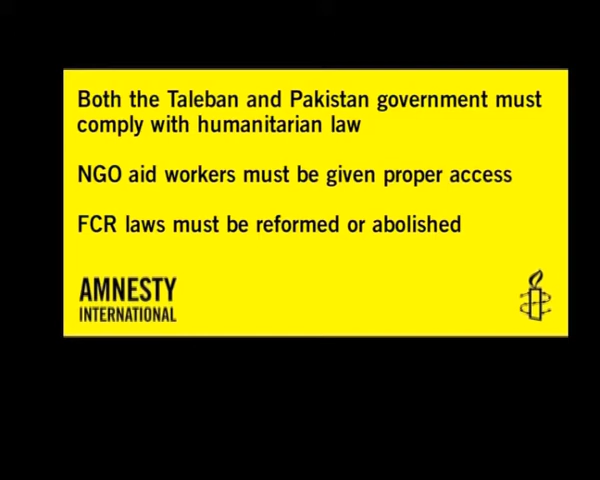 Both the Taleban and Pakistan government must
comply with humanitarian law
NGO aid workers must be given proper access
FCR laws must be reformed or abolished
AMNESTY
INTERNATIONAL